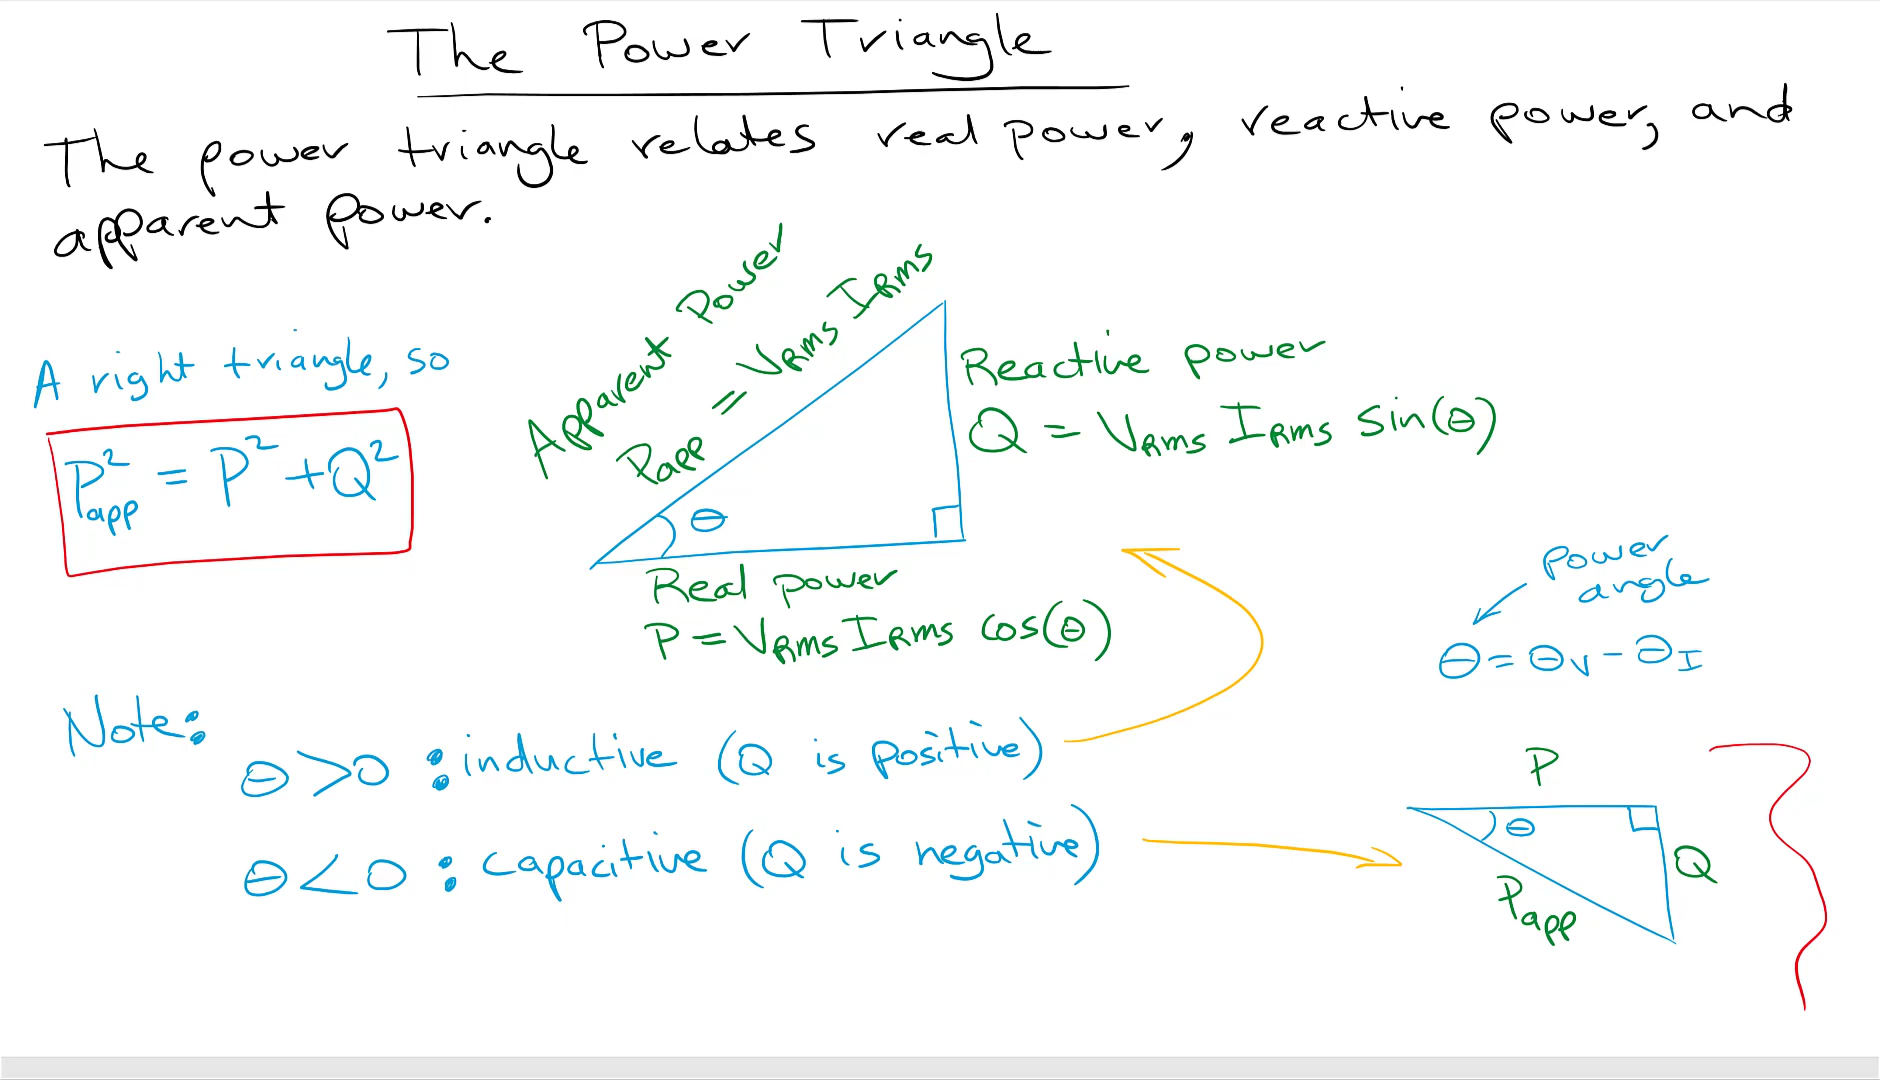 The Power Triangle
The power triangle relates real power, reactive power, and
apparent power.
A right triangle, so
P²app = P² + Q²
Apparent Power
Papp = VRMS IRMS
Reactive power
Q = VRMS IRMS sin(θ)
θ
Real power
P = VRMS IRMS cos(θ)
power
angle
θ = θV - θI
Note:
θ > 0 : inductive (Q is positive)
θ < 0 : capacitive (Q is negative)
P
θ
Q
Papp